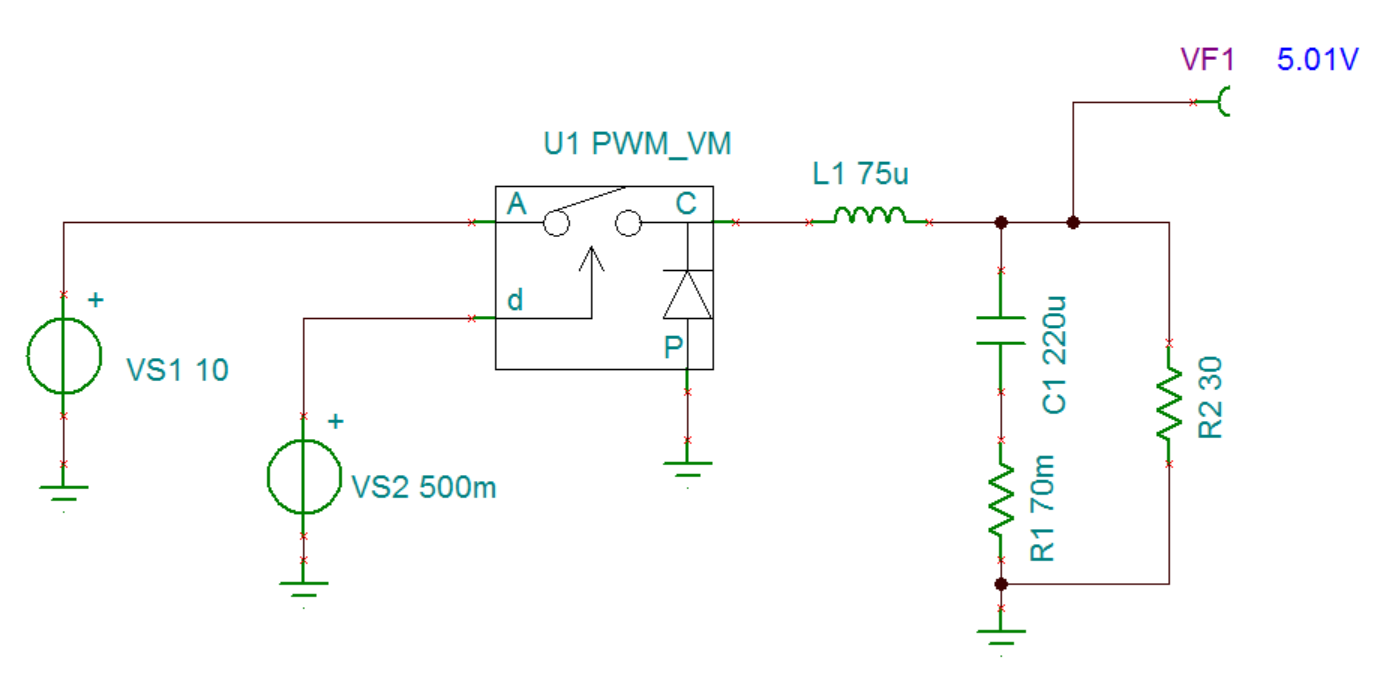 VF1 5.01V
U1 PWM_VM
L1 75u
A
C
+
d
VS1 10
P
C1 220u
R2 30
+
VS2 500m
R1 70m